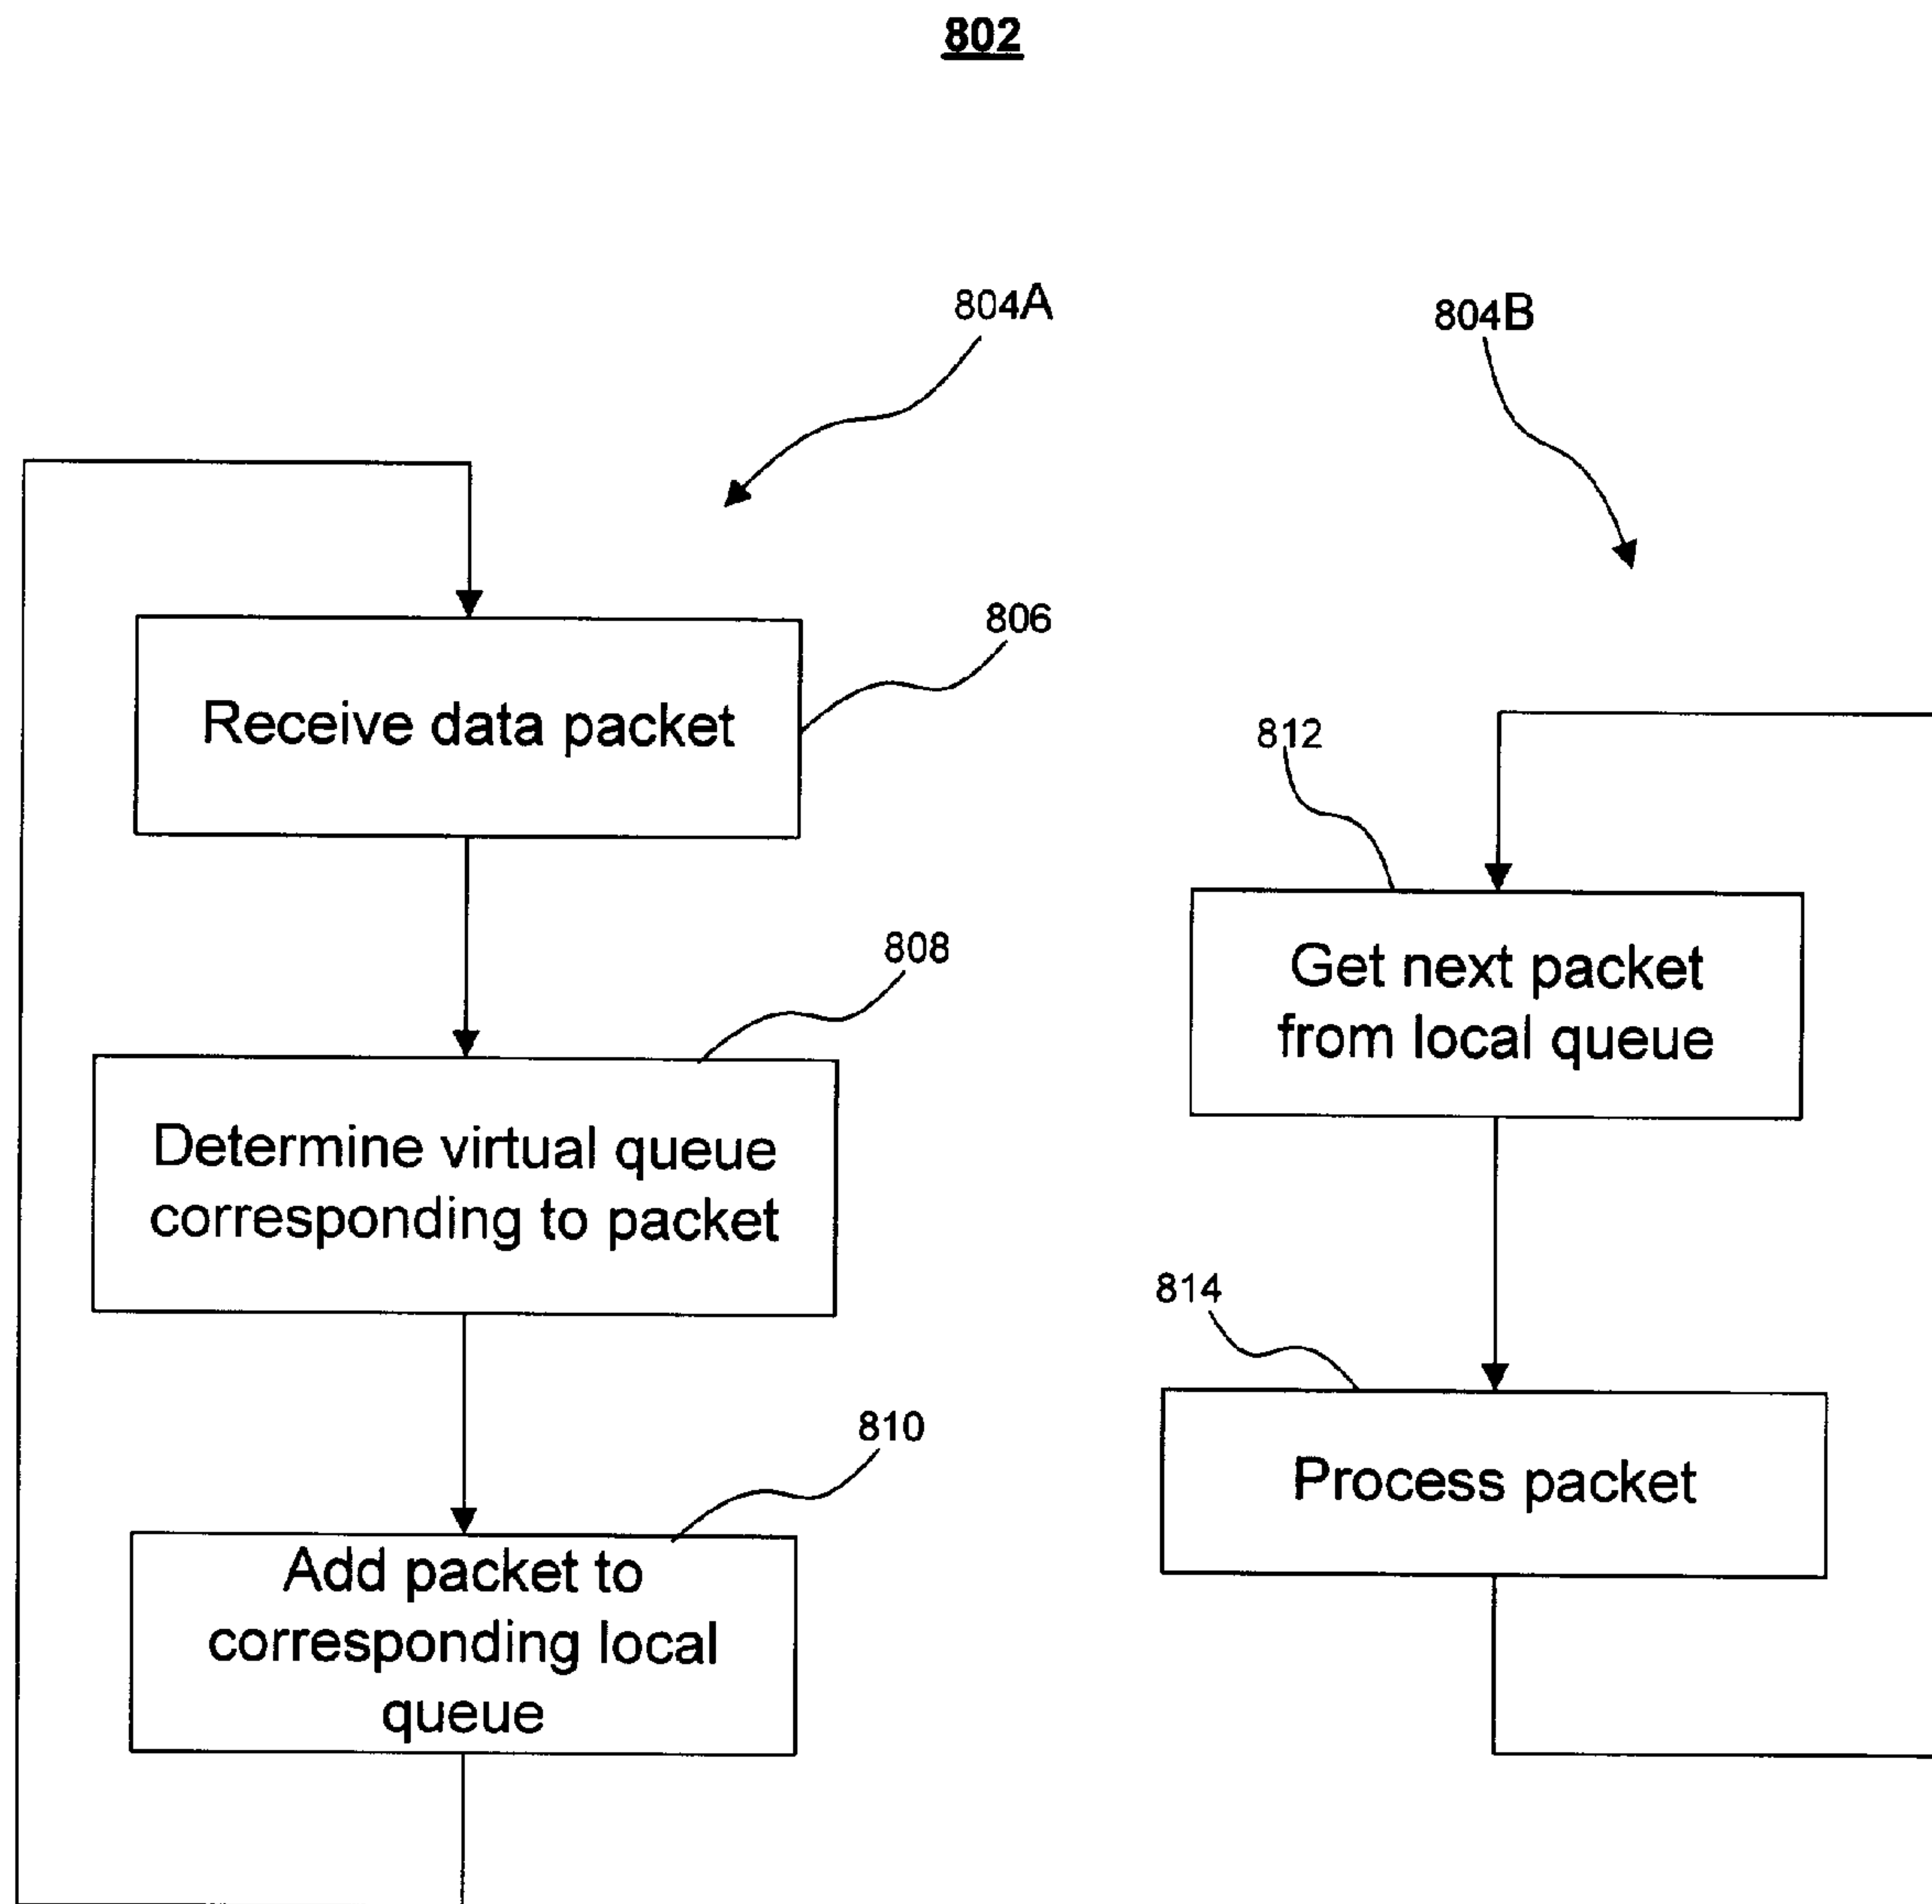 802
804A
804B
806
Receive data packet
812
Get next packet
from local queue
808
Determine virtual queue
corresponding to packet
814
Process packet
810
Add packet to
corresponding local
queue